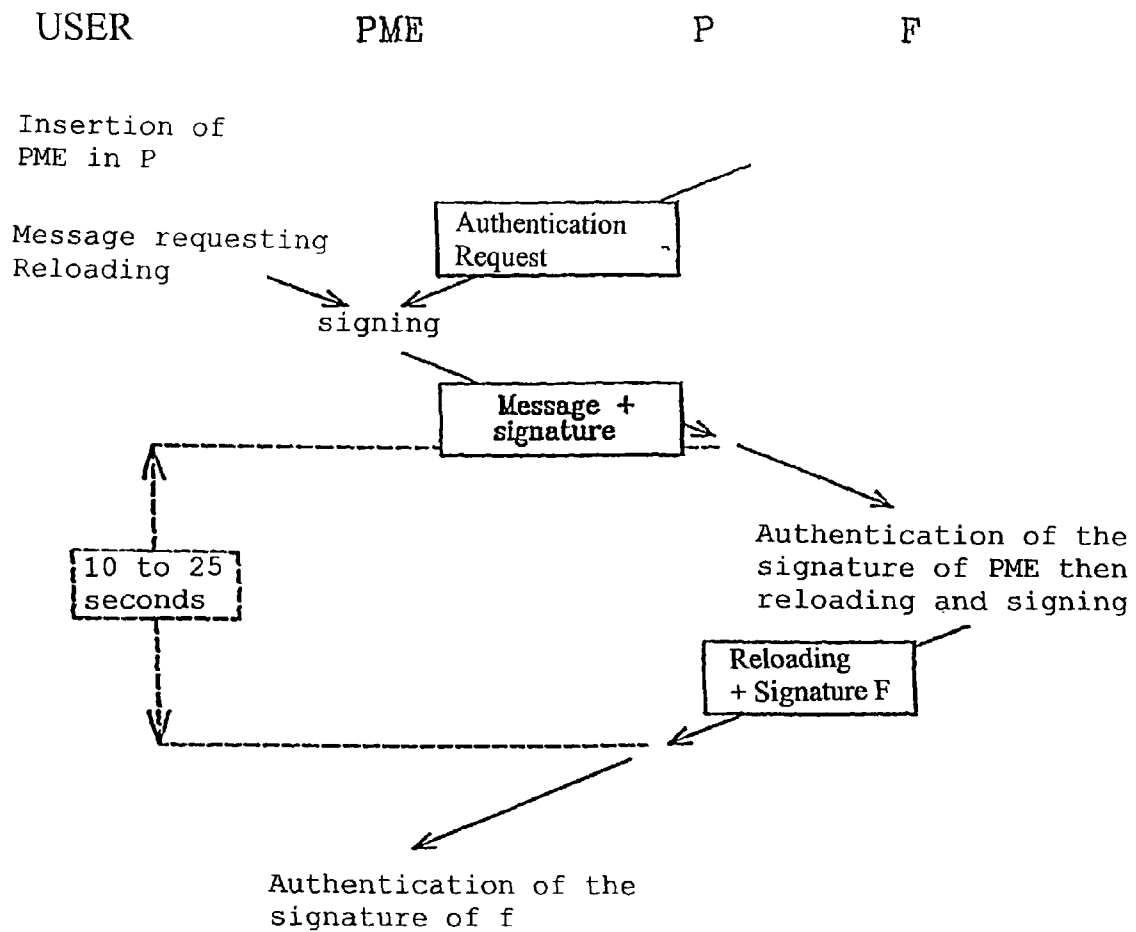 USER PME P F
Insertion of
PME in P
Authentication
Request
Message requesting
Reloading
signing
Message +
signature
10 to 25
seconds
Authentication of the
signature of PME then
reloading and signing
Reloading
+ Signature F
Authentication of the
signature of f